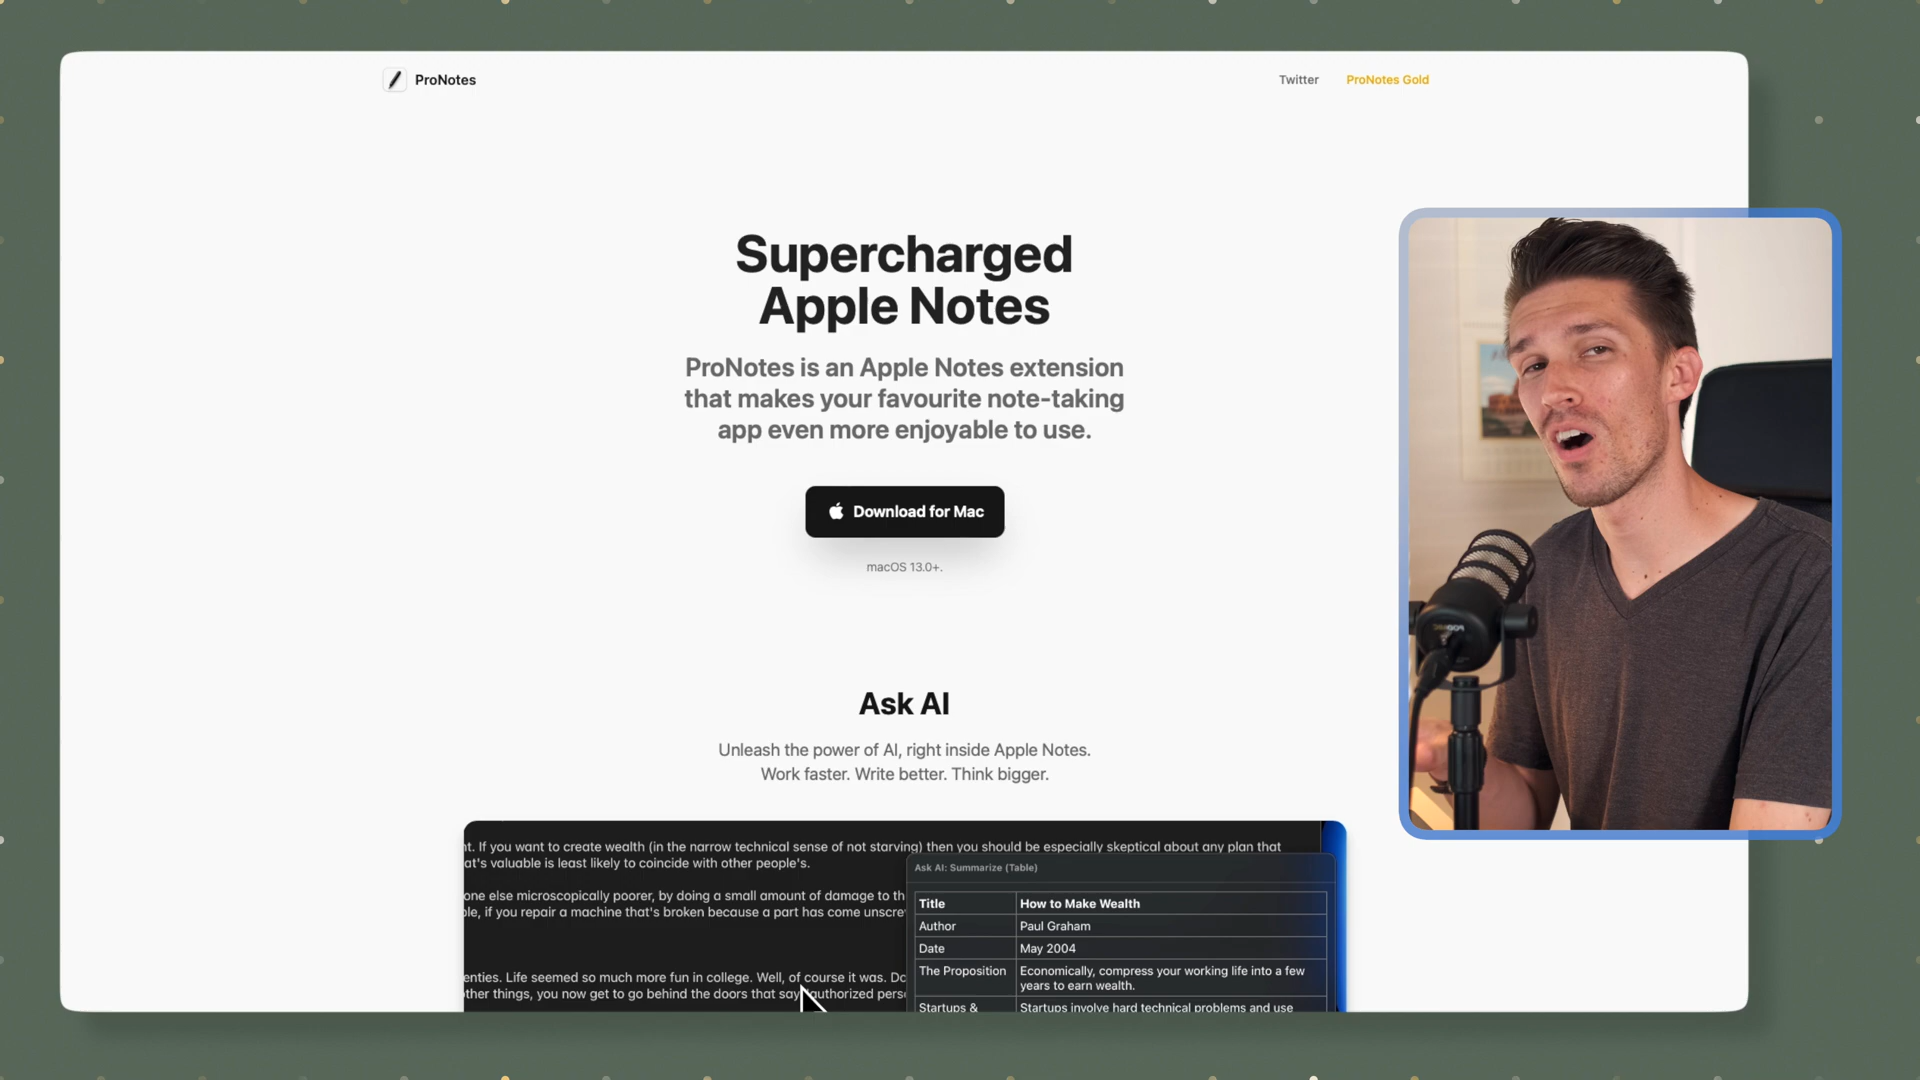 ProNotes
Twitter
ProNotes Gold
Supercharged
Apple Notes
ProNotes is an Apple Notes extension
that makes your favourite note-taking
app even more enjoyable to use.
Download for Mac
macOS 13.0+.
Ask AI
Unleash the power of AI, right inside Apple Notes.
Work faster. Write better. Think bigger.
nt. If you want to create wealth (in the narrow technical sense of not starving) then you should be especially skeptical about any plan that
at's valuable is least likely to coincide with other people's.
one else microscopically poorer, by doing a small amount of damage to th
ble, if you repair a machine that's broken because a part has come unscre
enties. Life seemed so much more fun in college. Well, of course it was. Do
other things, you now get to go behind the doors that say "authorized perso
Ask AI: Summarize (Table)
Title How to Make Wealth
Author Paul Graham
Date May 2004
The Proposition Economically, compress your working life into a few
years to earn wealth.
Startups & Startups involve hard technical problems and use
PODMIC